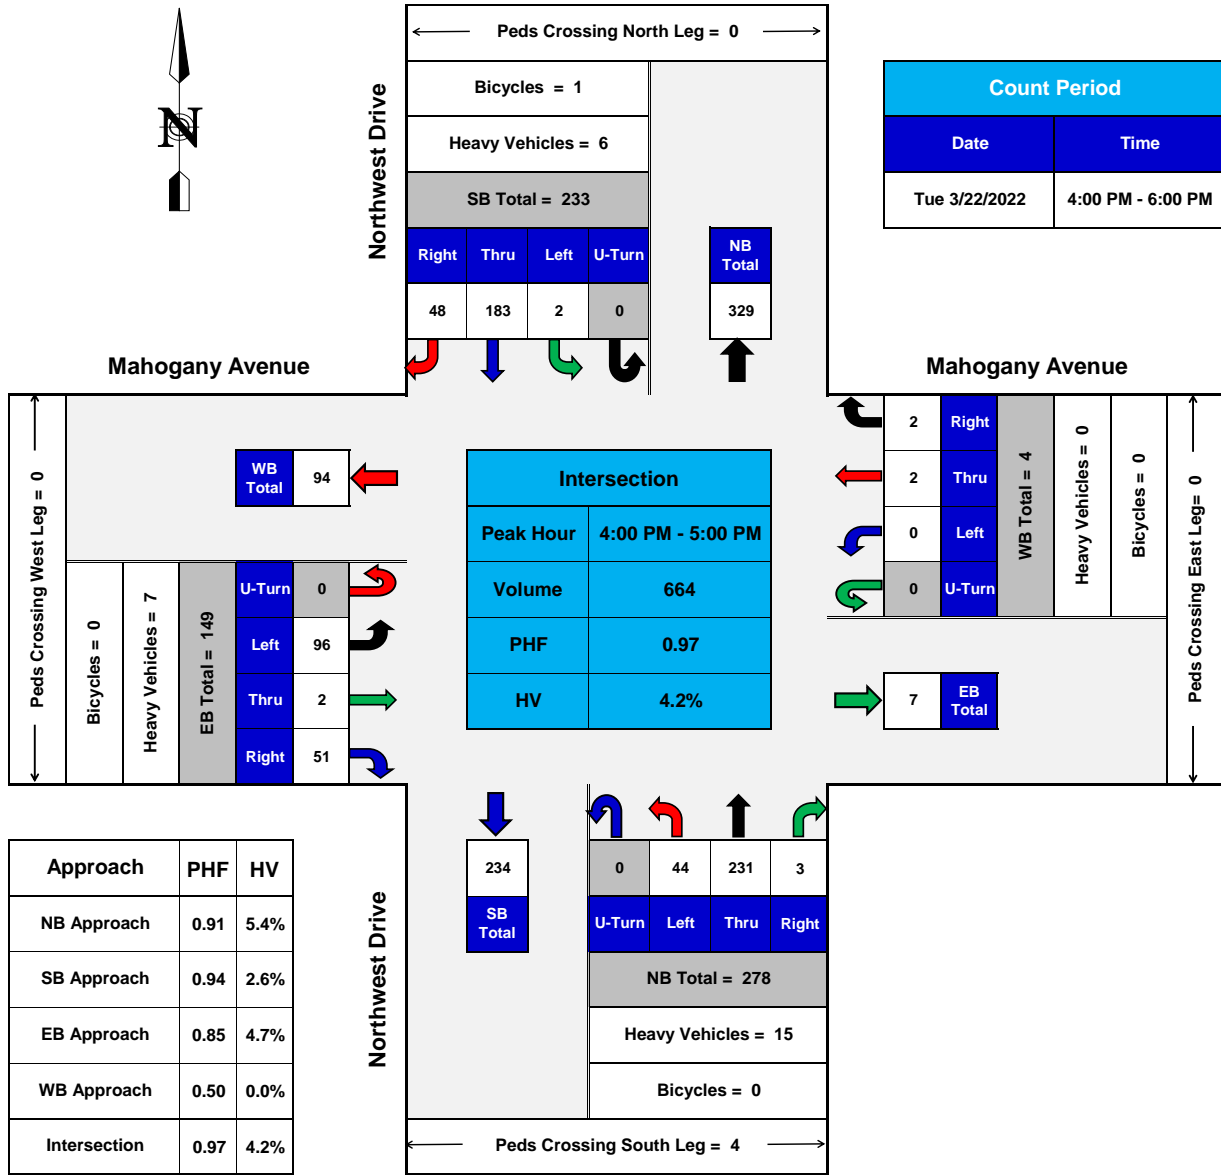 Peds Crossing North Leg = 0
N
Northwest Drive
Bicycles = 1
Heavy Vehicles = 6
SB Total = 233
Right Thru Left U-Turn
48 183 2 0
NB
Total
329
Count Period
Date Time
Tue 3/22/2022 4:00 PM - 6:00 PM
Mahogany Avenue
Mahogany Avenue
Peds Crossing West Leg = 0
WB
Total
94
Bicycles = 0
Heavy Vehicles = 7
EB Total = 149
U-Turn 0
Left 96
Thru 2
Right 51
Intersection
Peak Hour 4:00 PM - 5:00 PM
Volume 664
PHF 0.97
HV 4.2%
2 Right
2 Thru
0 Left
0 U-Turn
WB Total = 4
Heavy Vehicles = 0
Bicycles = 0
Peds Crossing East Leg= 0
7
EB
Total
Approach PHF HV
NB Approach 0.91 5.4%
SB Approach 0.94 2.6%
EB Approach 0.85 4.7%
WB Approach 0.50 0.0%
Intersection 0.97 4.2%
Northwest Drive
234
SB
Total
0 44 231 3
U-Turn Left Thru Right
NB Total = 278
Heavy Vehicles = 15
Bicycles = 0
Peds Crossing South Leg = 4